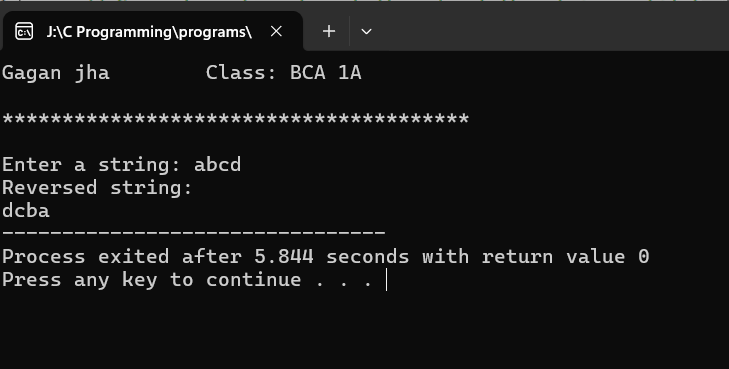 J:\C Programming\programs\
Gagan jha        Class: BCA 1A
***************************************
Enter a string: abcd
Reversed string:
dcba
--------------------------------
Process exited after 5.844 seconds with return value 0
Press any key to continue . . .